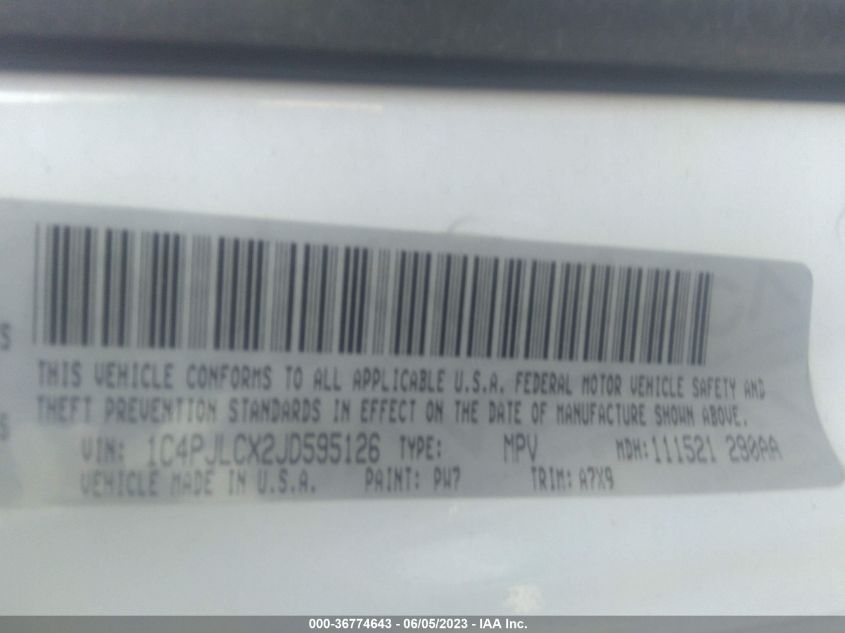 S
THIS VEHICLE CONFORMS TO ALL APPLICABLE U.S.A. FEDERAL MOTOR VEHICLE SAFETY AND
S
THEFT PREVENTION STANDARDS IN EFFECT ON THE DATE OF MANUFACTURE SHOWN ABOVE.
VIN: 1C4PJLCX2JD595126 TYPE: MPV MDH: 111521 290AA
VEHICLE MADE IN U.S.A. PAINT: PW7 TRIM: A7X9
000-36774643 - 06/05/2023 - IAA Inc.